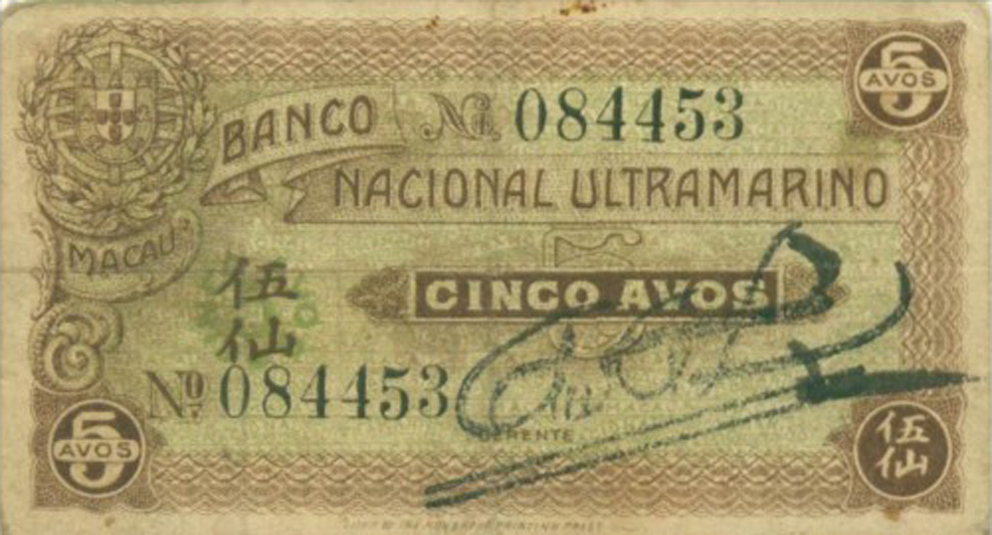 5 AVOS
BANCO No. 084453
NACIONAL ULTRAMARINO
MACAU
CINCO AVOS
伍
仙
No. 084453
GERENTE
5 AVOS
伍
仙